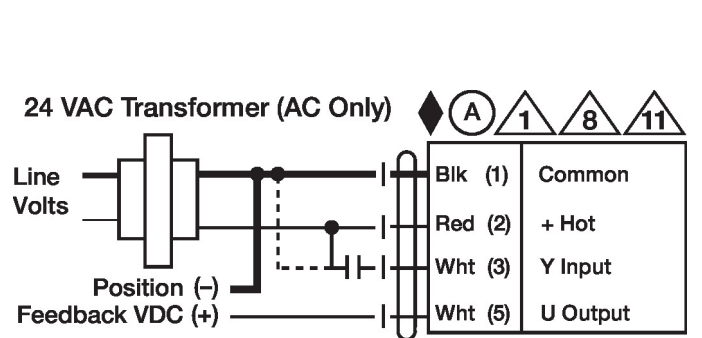 24 VAC Transformer (AC Only)
A 1 8 11
Line
Volts
Blk (1) Common
Red (2) + Hot
Wht (3) Y Input
Position (–)
Feedback VDC (+)
Wht (5) U Output